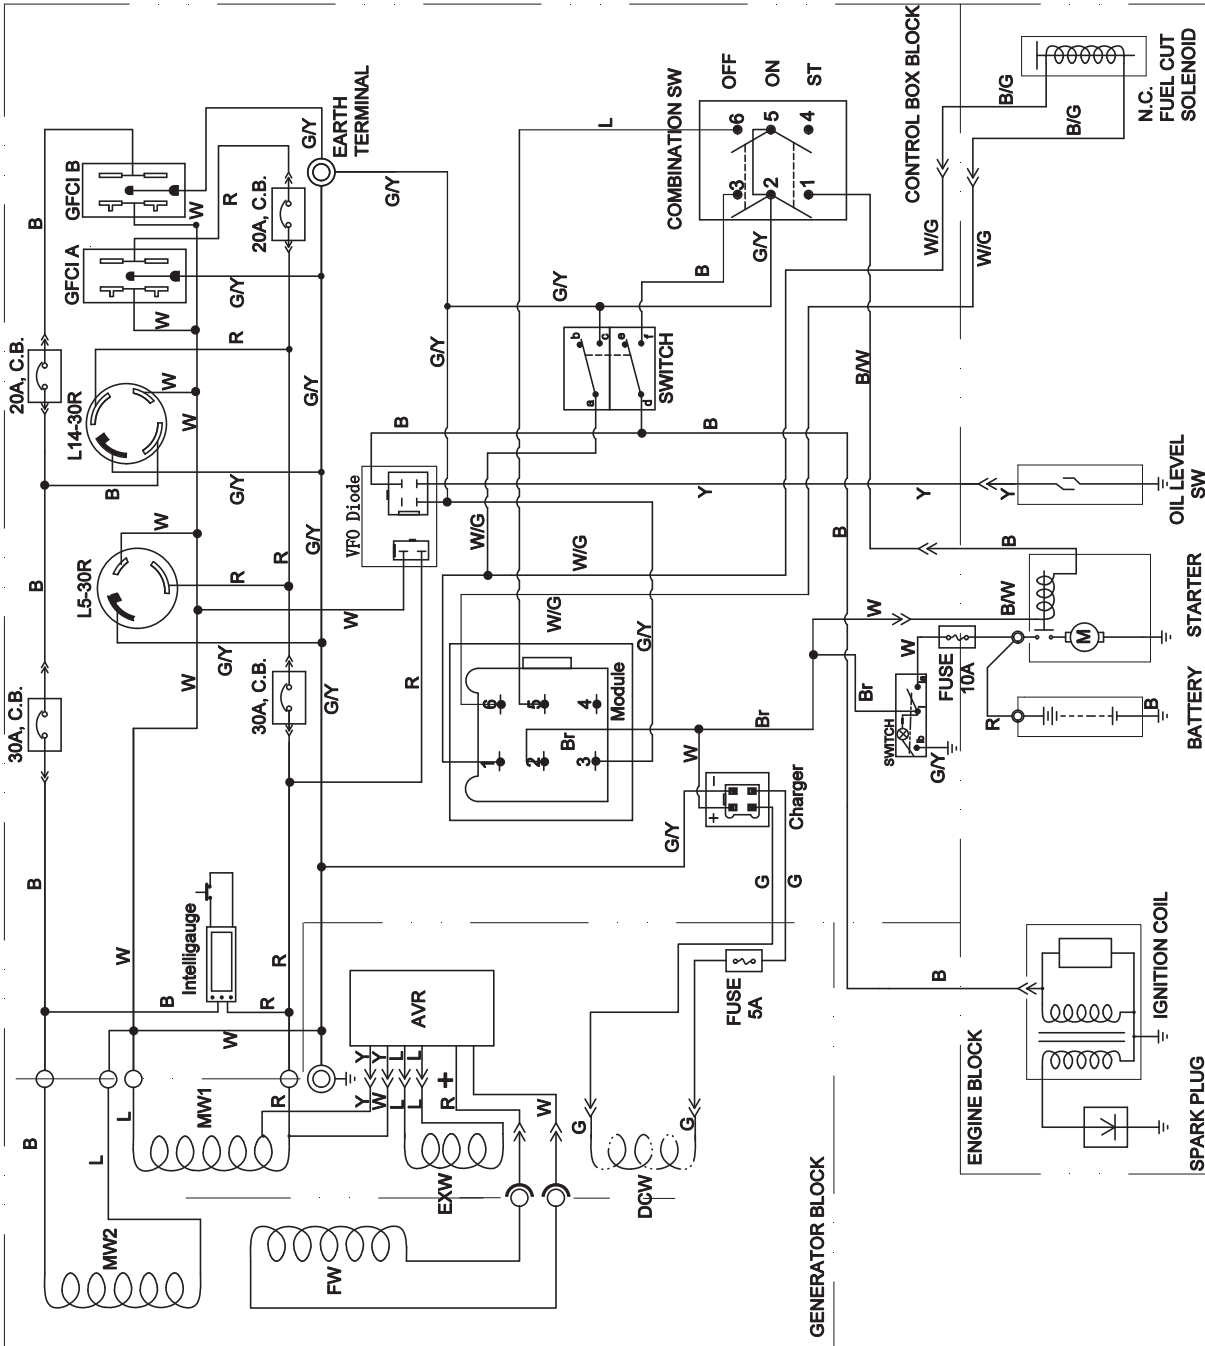 B
GFCI B
GFCI A
20A, C.B.
L14-30R
L5-30R
30A, C.B.
B
B
B
W
W
W
W
W
W
W
W
R
R
R
R
20A, C.B.
30A, C.B.
G/Y
EARTH
TERMINAL
G/Y
G/Y
G/Y
G/Y
G/Y
G/Y
G/Y
G/Y
G/Y
B
VFO Diode
B
W
R
W/G
W/G
W/G
G/Y
G/Y
L
COMBINATION SW
OFF
ON
ST
6
5
4
3
2
1
G/Y
B
a
b
c
d
e
f
SWITCH
B
B
Y
Y
Y
B/W
CONTROL BOX BLOCK
W/G
W/G
B/G
B/G
N.C.
FUEL CUT
SOLENOID
OIL LEVEL
SW
B
B/W
W
STARTER
M
W
FUSE
10A
R
BATTERY
B
SWITCH
G/Y
Br
Br
Br
6
5
4
1
2
3
Module
W
G/Y
+
−
Charger
G
G
FUSE
5A
B
IGNITION COIL
ENGINE BLOCK
SPARK PLUG
GENERATOR BLOCK
Intelligauge
B
R
R
W
W
AVR
Y
Y
L
L
Y
W
L
L
R
+
W
G
G
DCW
EXW
FW
MW1
MW2
L
L
R
B